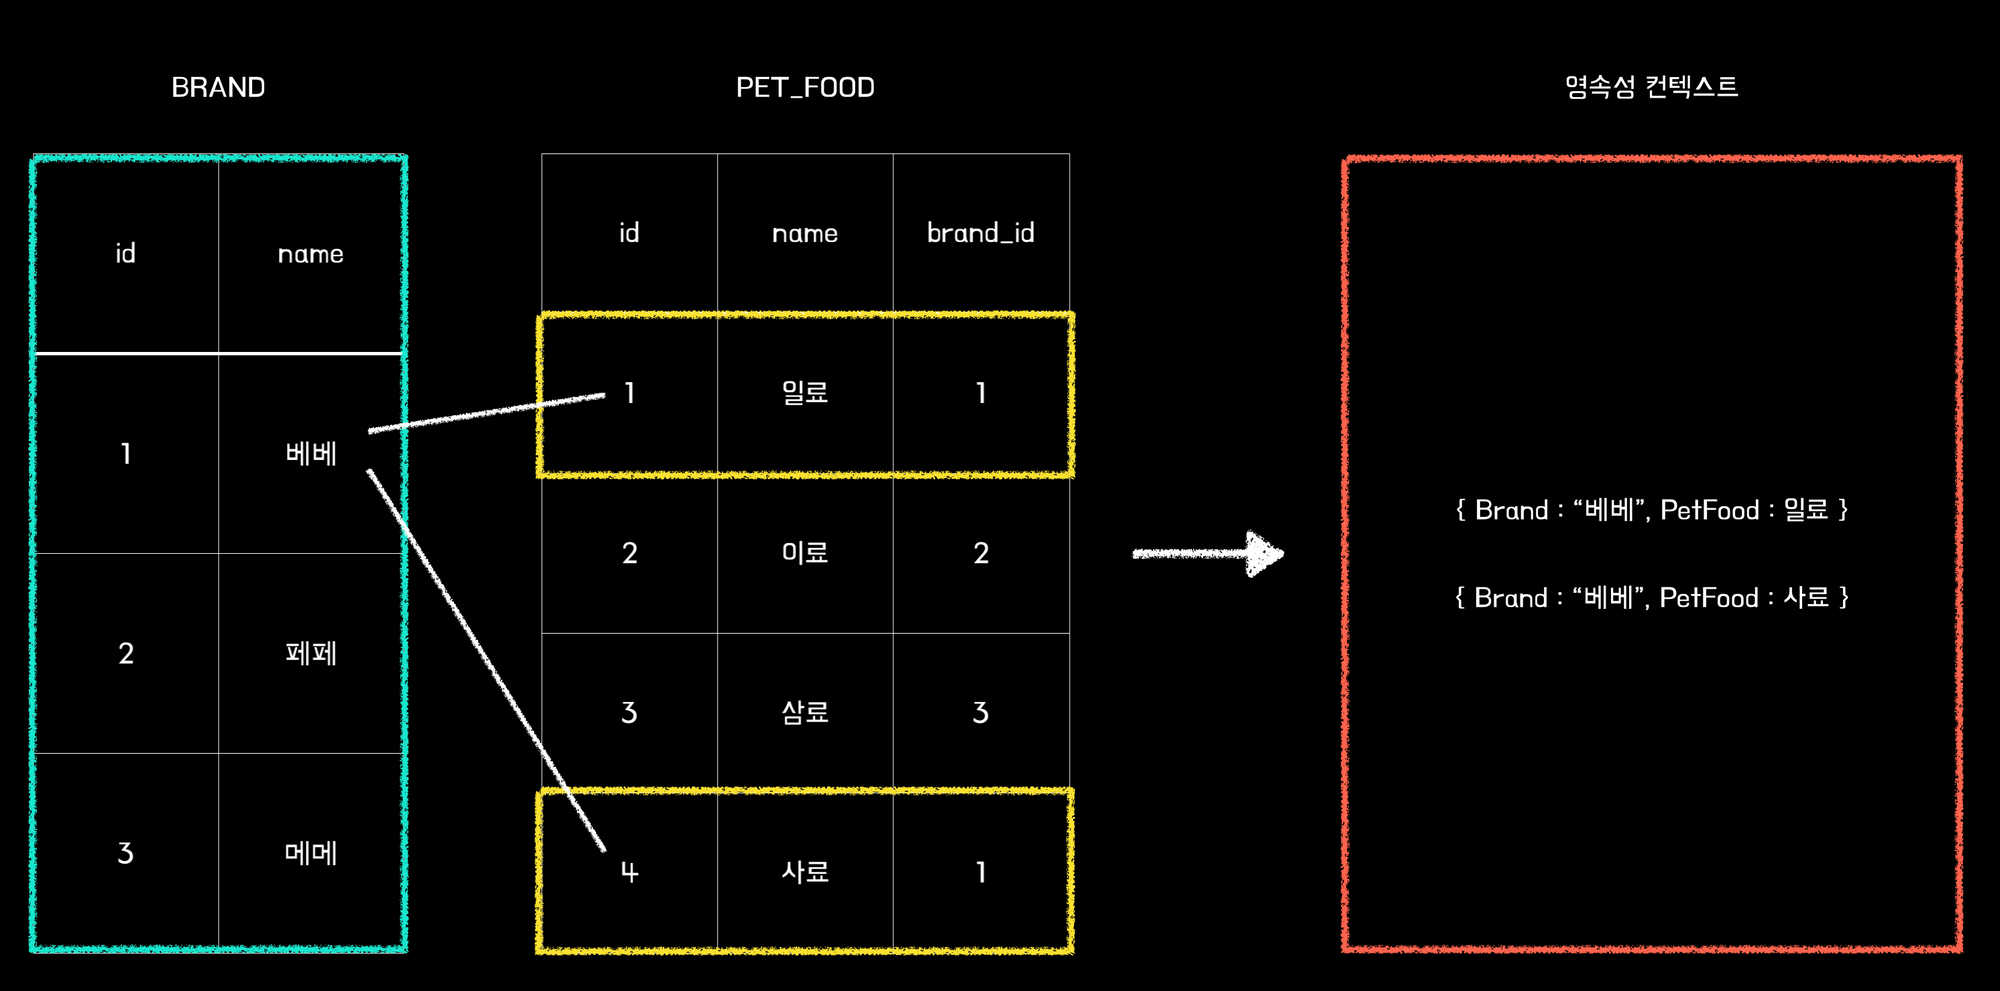 BRAND
id name
1 베베
2 페페
3 메메
PET_FOOD
id name brand_id
1 일료 1
2 이료 2
3 삼료 3
4 사료 1
영속성 컨텍스트
{ Brand : “베베”, PetFood : 일료 }
{ Brand : “베베”, PetFood : 사료 }